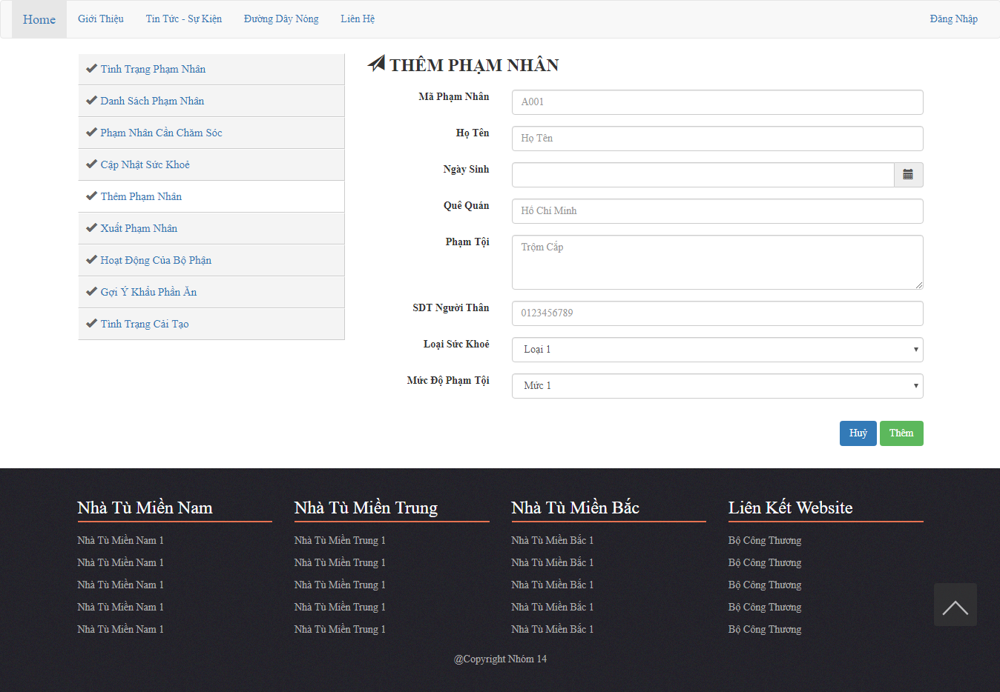 Home Giới Thiệu Tin Tức - Sự Kiện Đường Dây Nóng Liên Hệ Đăng Nhập
Tình Trạng Phạm Nhân
Danh Sách Phạm Nhân
Phạm Nhân Cần Chăm Sóc
Cập Nhật Sức Khoẻ
Thêm Phạm Nhân
Xuất Phạm Nhân
Hoạt Động Của Bộ Phận
Gợi Ý Khẩu Phần Ăn
Tình Trạng Cải Tạo
THÊM PHẠM NHÂN
Mã Phạm Nhân A001
Họ Tên Họ Tên
Ngày Sinh
Quê Quán Hồ Chí Minh
Phạm Tội Trộm Cắp
SDT Người Thân 0123456789
Loại Sức Khoẻ Loại 1
Mức Độ Phạm Tội Mức 1
Huỷ Thêm
Nhà Tù Miền Nam
Nhà Tù Miền Nam 1
Nhà Tù Miền Nam 1
Nhà Tù Miền Nam 1
Nhà Tù Miền Nam 1
Nhà Tù Miền Nam 1
Nhà Tù Miền Trung
Nhà Tù Miền Trung 1
Nhà Tù Miền Trung 1
Nhà Tù Miền Trung 1
Nhà Tù Miền Trung 1
Nhà Tù Miền Trung 1
Nhà Tù Miền Bắc
Nhà Tù Miền Bắc 1
Nhà Tù Miền Bắc 1
Nhà Tù Miền Bắc 1
Nhà Tù Miền Bắc 1
Nhà Tù Miền Bắc 1
Liên Kết Website
Bộ Công Thương
Bộ Công Thương
Bộ Công Thương
Bộ Công Thương
Bộ Công Thương
@Copyright Nhóm 14